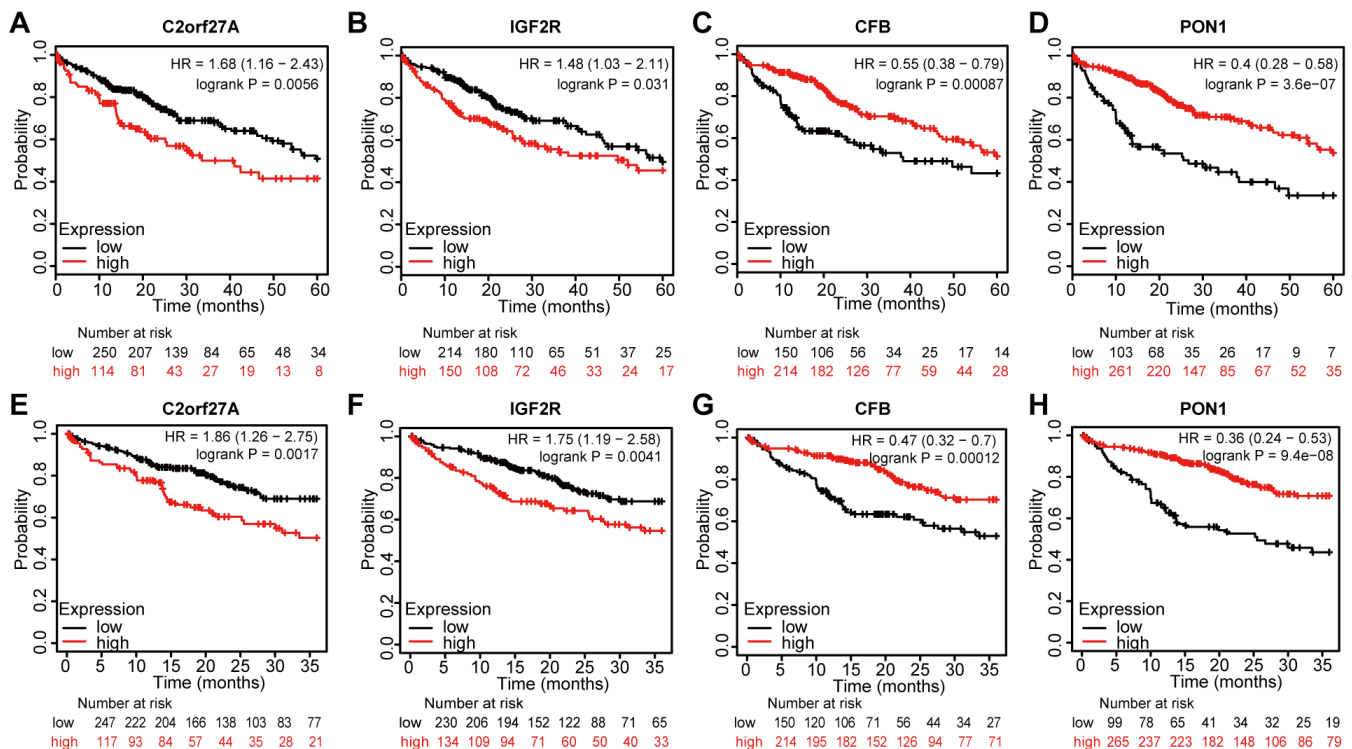 A
C2orf27A
HR = 1.68 (1.16 − 2.43)
logrank P = 0.0056
Probability
0.0 0.2 0.4 0.6 0.8 1.0
Expression
low
high
0 10 20 30 40 50 60
Time (months)
Number at risk
low 250 207 139 84 65 48 34
high 114 81 43 27 19 13 8
B
IGF2R
HR = 1.48 (1.03 − 2.11)
logrank P = 0.031
Probability
0.0 0.2 0.4 0.6 0.8 1.0
Expression
low
high
0 10 20 30 40 50 60
Time (months)
Number at risk
low 214 180 110 65 51 37 25
high 150 108 72 46 33 24 17
C
CFB
HR = 0.55 (0.38 − 0.79)
logrank P = 0.00087
Probability
0.0 0.2 0.4 0.6 0.8 1.0
Expression
low
high
0 10 20 30 40 50 60
Time (months)
Number at risk
low 150 106 56 34 25 17 14
high 214 182 126 77 59 44 28
D
PON1
HR = 0.4 (0.28 − 0.58)
logrank P = 3.6e−07
Probability
0.0 0.2 0.4 0.6 0.8 1.0
Expression
low
high
0 10 20 30 40 50 60
Time (months)
Number at risk
low 103 68 35 26 17 9 7
high 261 220 147 85 67 52 35
E
C2orf27A
HR = 1.86 (1.26 − 2.75)
logrank P = 0.0017
Probability
0.0 0.2 0.4 0.6 0.8 1.0
Expression
low
high
0 5 10 15 20 25 30 35
Time (months)
Number at risk
low 247 222 204 166 138 103 83 77
high 117 93 84 57 44 35 28 21
F
IGF2R
HR = 1.75 (1.19 − 2.58)
logrank P = 0.0041
Probability
0.0 0.2 0.4 0.6 0.8 1.0
Expression
low
high
0 5 10 15 20 25 30 35
Time (months)
Number at risk
low 230 206 194 152 122 88 71 65
high 134 109 94 71 60 50 40 33
G
CFB
HR = 0.47 (0.32 − 0.7)
logrank P = 0.00012
Probability
0.0 0.2 0.4 0.6 0.8 1.0
Expression
low
high
0 5 10 15 20 25 30 35
Time (months)
Number at risk
low 150 120 106 71 56 44 34 27
high 214 195 182 152 126 94 77 71
H
PON1
HR = 0.36 (0.24 − 0.53)
logrank P = 9.4e−08
Probability
0.0 0.2 0.4 0.6 0.8 1.0
Expression
low
high
0 5 10 15 20 25 30 35
Time (months)
Number at risk
low 99 78 65 41 34 32 25 19
high 265 237 223 182 148 106 86 79